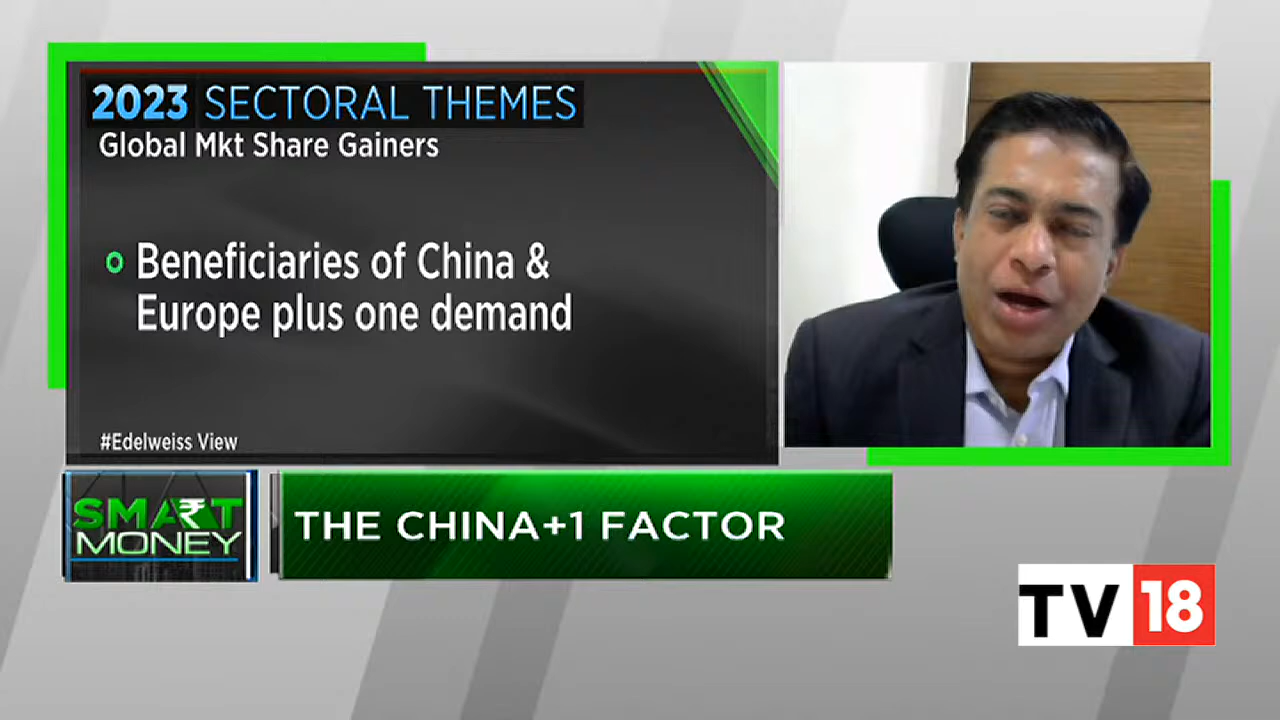 2023 SECTORAL THEMES
Global Mkt Share Gainers
Beneficiaries of China &
Europe plus one demand
#Edelweiss View
SMA₹T
MONEY
THE CHINA+1 FACTOR
TV18